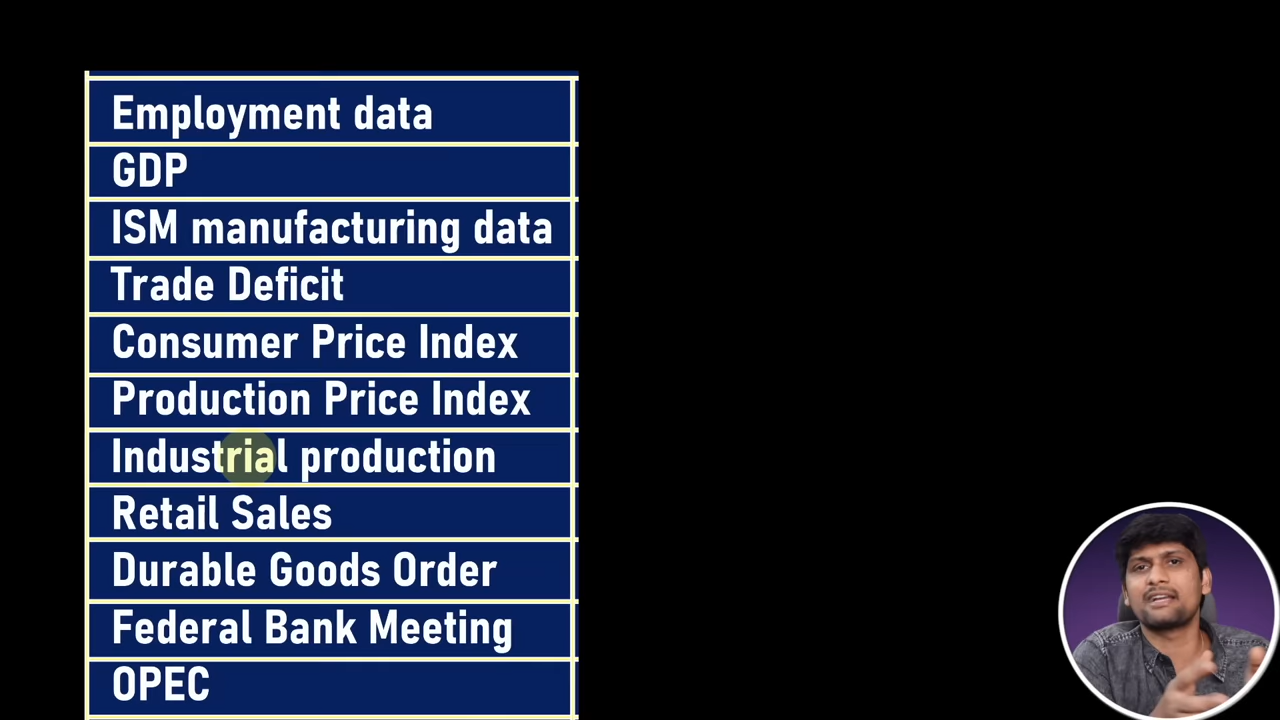 Employment data
GDP
ISM manufacturing data
Trade Deficit
Consumer Price Index
Production Price Index
Industrial production
Retail Sales
Durable Goods Order
Federal Bank Meeting
OPEC